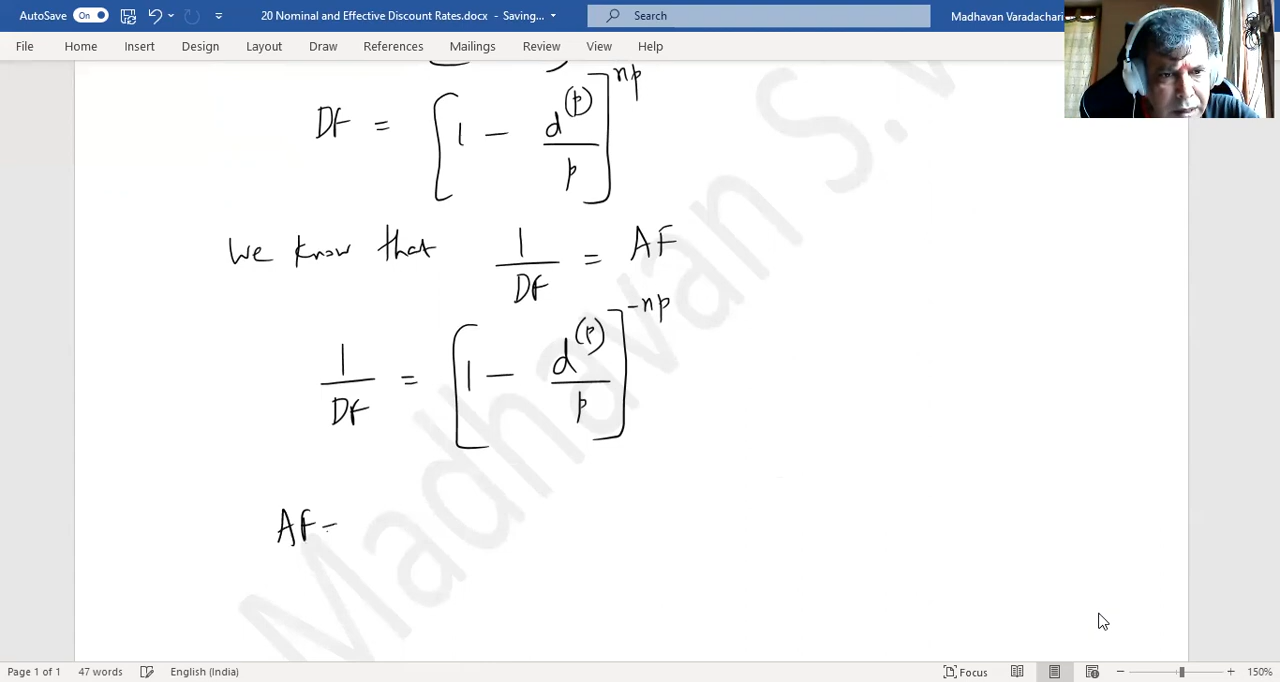 AutoSave On 20 Nominal and Effective Discount Rates.docx - Saving... Search Madhavan Varadachari
File Home Insert Design Layout Draw References Mailings Review View Help
DF = [1 - d^(p)/p]^np
We know that 1/DF = AF
1/DF = [1 - d^(p)/p]^-np
AF =
Madhavan S.V
Page 1 of 1 47 words English (India) Focus 150%